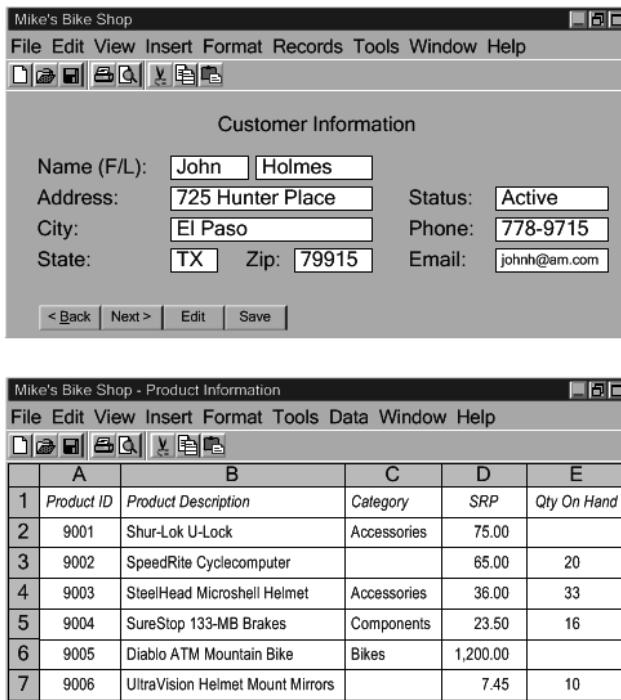 Mike's Bike Shop
File Edit View Insert Format Records Tools Window Help
Customer Information
Name (F/L): John Holmes
Address: 725 Hunter Place Status: Active
City: El Paso Phone: 778-9715
State: TX Zip: 79915 Email: johnh@am.com
< Back Next > Edit Save
Mike's Bike Shop - Product Information
File Edit View Insert Format Tools Data Window Help
A B C D E
1 Product ID Product Description Category SRP Qty On Hand
2 9001 Shur-Lok U-Lock Accessories 75.00
3 9002 SpeedRite Cyclecomputer 65.00 20
4 9003 SteelHead Microshell Helmet Accessories 36.00 33
5 9004 SureStop 133-MB Brakes Components 23.50 16
6 9005 Diablo ATM Mountain Bike Bikes 1,200.00
7 9006 UltraVision Helmet Mount Mirrors 7.45 10